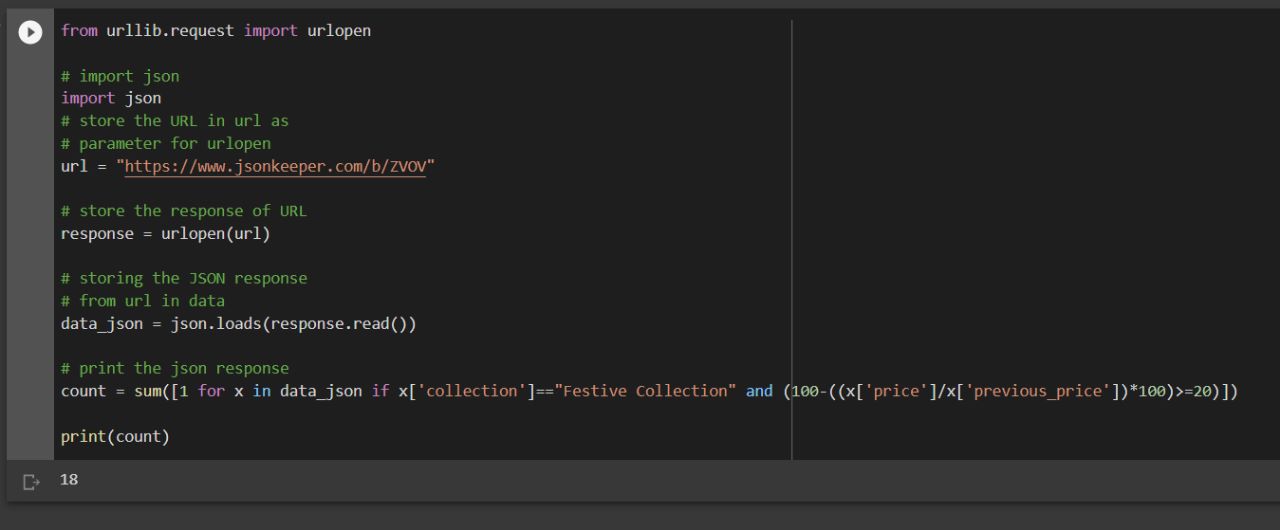 from urllib.request import urlopen
# import json
import json
# store the URL in url as
# parameter for urlopen
url = "https://www.jsonkeeper.com/b/ZVOV"
# store the response of URL
response = urlopen(url)
# storing the JSON response
# from url in data
data_json = json.loads(response.read())
# print the json response
count = sum([1 for x in data_json if x['collection']=="Festive Collection" and (100-((x['price']/x['previous_price'])*100)>=20)])
print(count)
18